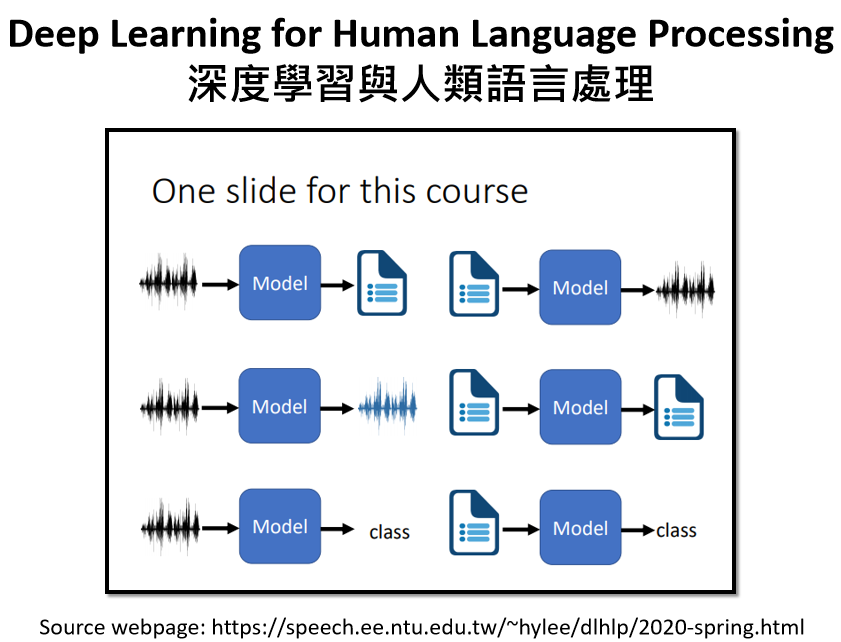 Deep Learning for Human Language Processing
深度學習與人類語言處理
One slide for this course
Model
Model
Model
Model
Model
class
Model
class
Source webpage: https://speech.ee.ntu.edu.tw/~hylee/dlhlp/2020-spring.html